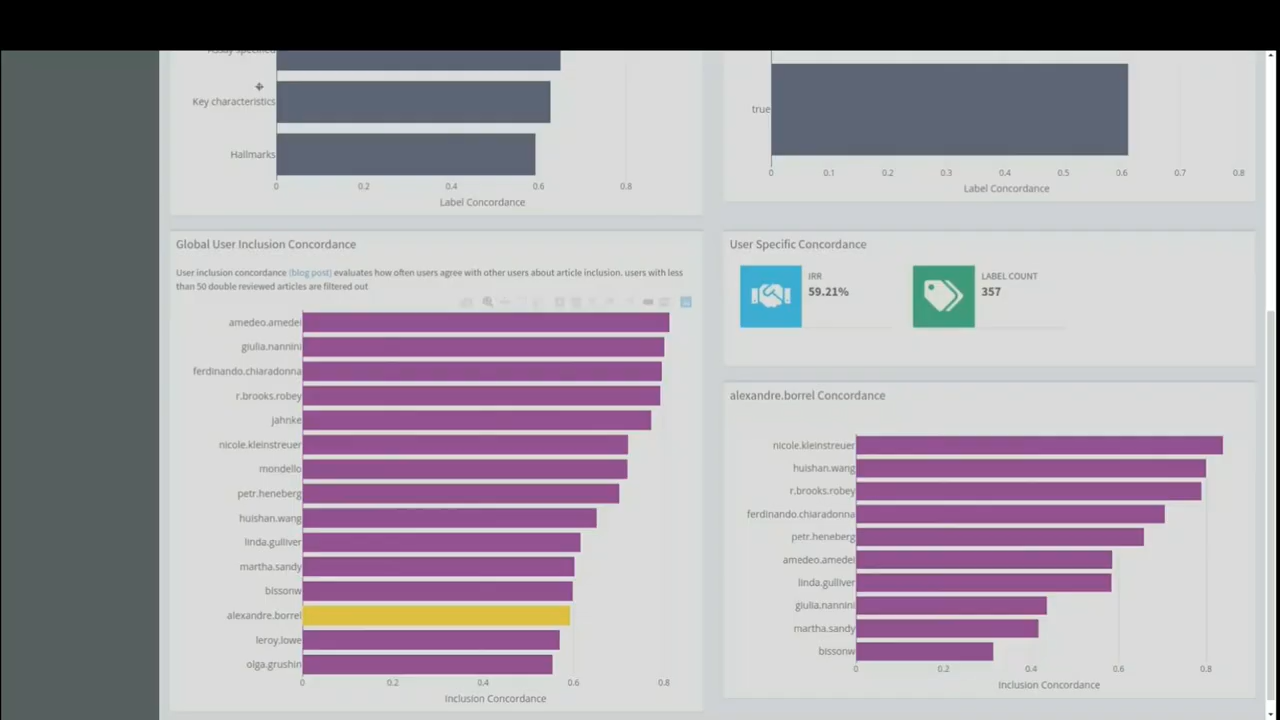 Assay specified
Key characteristics
Hallmarks
0 0.2 0.4 0.6 0.8
Label Concordance
true
0 0.1 0.2 0.3 0.4 0.5 0.6 0.7 0.8
Label Concordance
Global User Inclusion Concordance
User inclusion concordance (blog post) evaluates how often users agree with other users about article inclusion. users with less
than 50 double reviewed articles are filtered out
amedeo.amedei
giulia.nannini
ferdinando.chiaradonna
r.brooks.robey
jahnke
nicole.kleinstreuer
mondello
petr.heneberg
huishan.wang
linda.gulliver
martha.sandy
bissonw
alexandre.borrel
leroy.lowe
olga.grushin
0 0.2 0.4 0.6 0.8
Inclusion Concordance
User Specific Concordance
IRR
59.21%
LABEL COUNT
357
alexandre.borrel Concordance
nicole.kleinstreuer
huishan.wang
r.brooks.robey
ferdinando.chiaradonna
petr.heneberg
amedeo.amedei
linda.gulliver
giulia.nannini
martha.sandy
bissonw
0 0.2 0.4 0.6 0.8
Inclusion Concordance